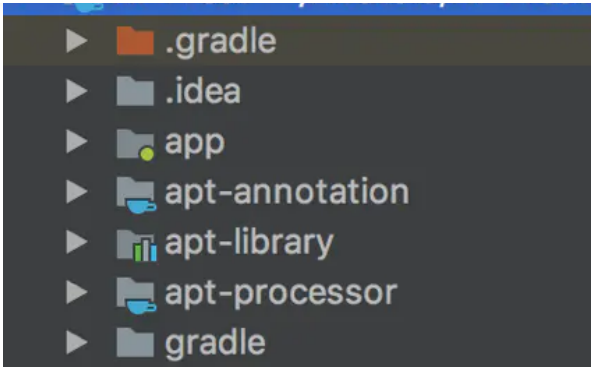 .gradle
.idea
app
apt-annotation
apt-library
apt-processor
gradle